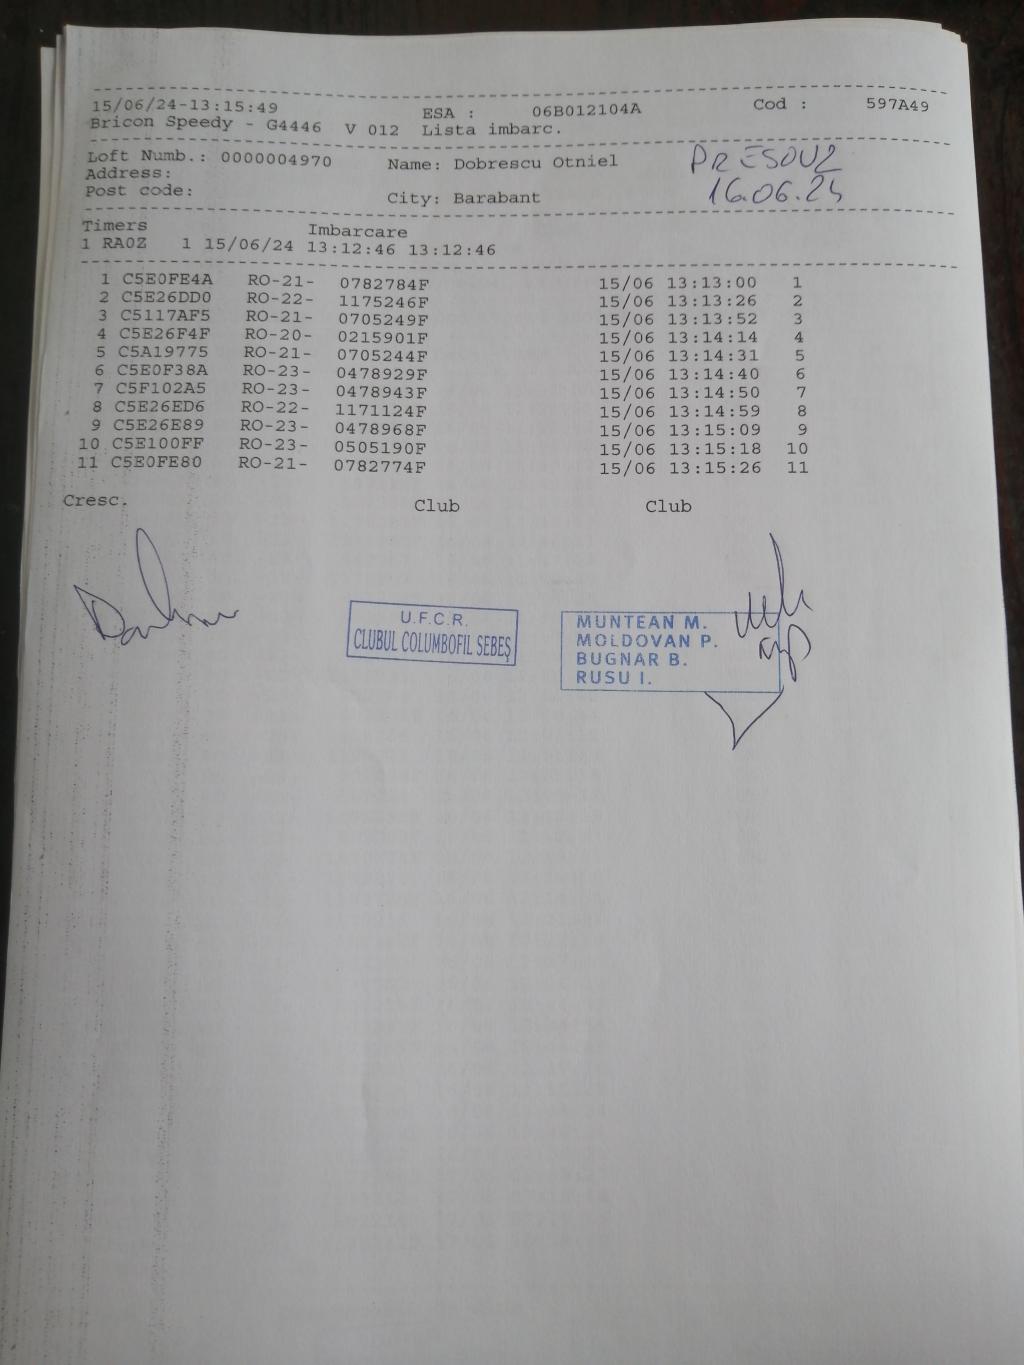 15/06/24-13:15:49 ESA : 06B012104A Cod : 597A49
Bricon Speedy - G4446 V 012 Lista imbarc.
Loft Numb.: 0000004970 Name: Dobrescu Otniel
Address:
Post code: City: Barabant
PRESOV2
16.06.24
Timers Imbarcare
1 RA0Z 1 15/06/24 13:12:46 13:12:46
1 C5E0FE4A RO-21- 0782784F 15/06 13:13:00 1
2 C5E26DD0 RO-22- 1175246F 15/06 13:13:26 2
3 C5117AF5 RO-21- 0705249F 15/06 13:13:52 3
4 C5E26F4F RO-20- 0215901F 15/06 13:14:14 4
5 C5A19775 RO-21- 0705244F 15/06 13:14:31 5
6 C5E0F38A RO-23- 0478929F 15/06 13:14:40 6
7 C5F102A5 RO-23- 0478943F 15/06 13:14:50 7
8 C5E26ED6 RO-22- 1171124F 15/06 13:14:59 8
9 C5E26E89 RO-23- 0478968F 15/06 13:15:09 9
10 C5E100FF RO-23- 0505190F 15/06 13:15:18 10
11 C5E0FE80 RO-21- 0782774F 15/06 13:15:26 11
Cresc. Club Club
U.F.C.R.
CLUBUL COLUMBOFIL SEBEȘ
MUNTEAN M.
MOLDOVAN P.
BUGNAR B.
RUSU I.